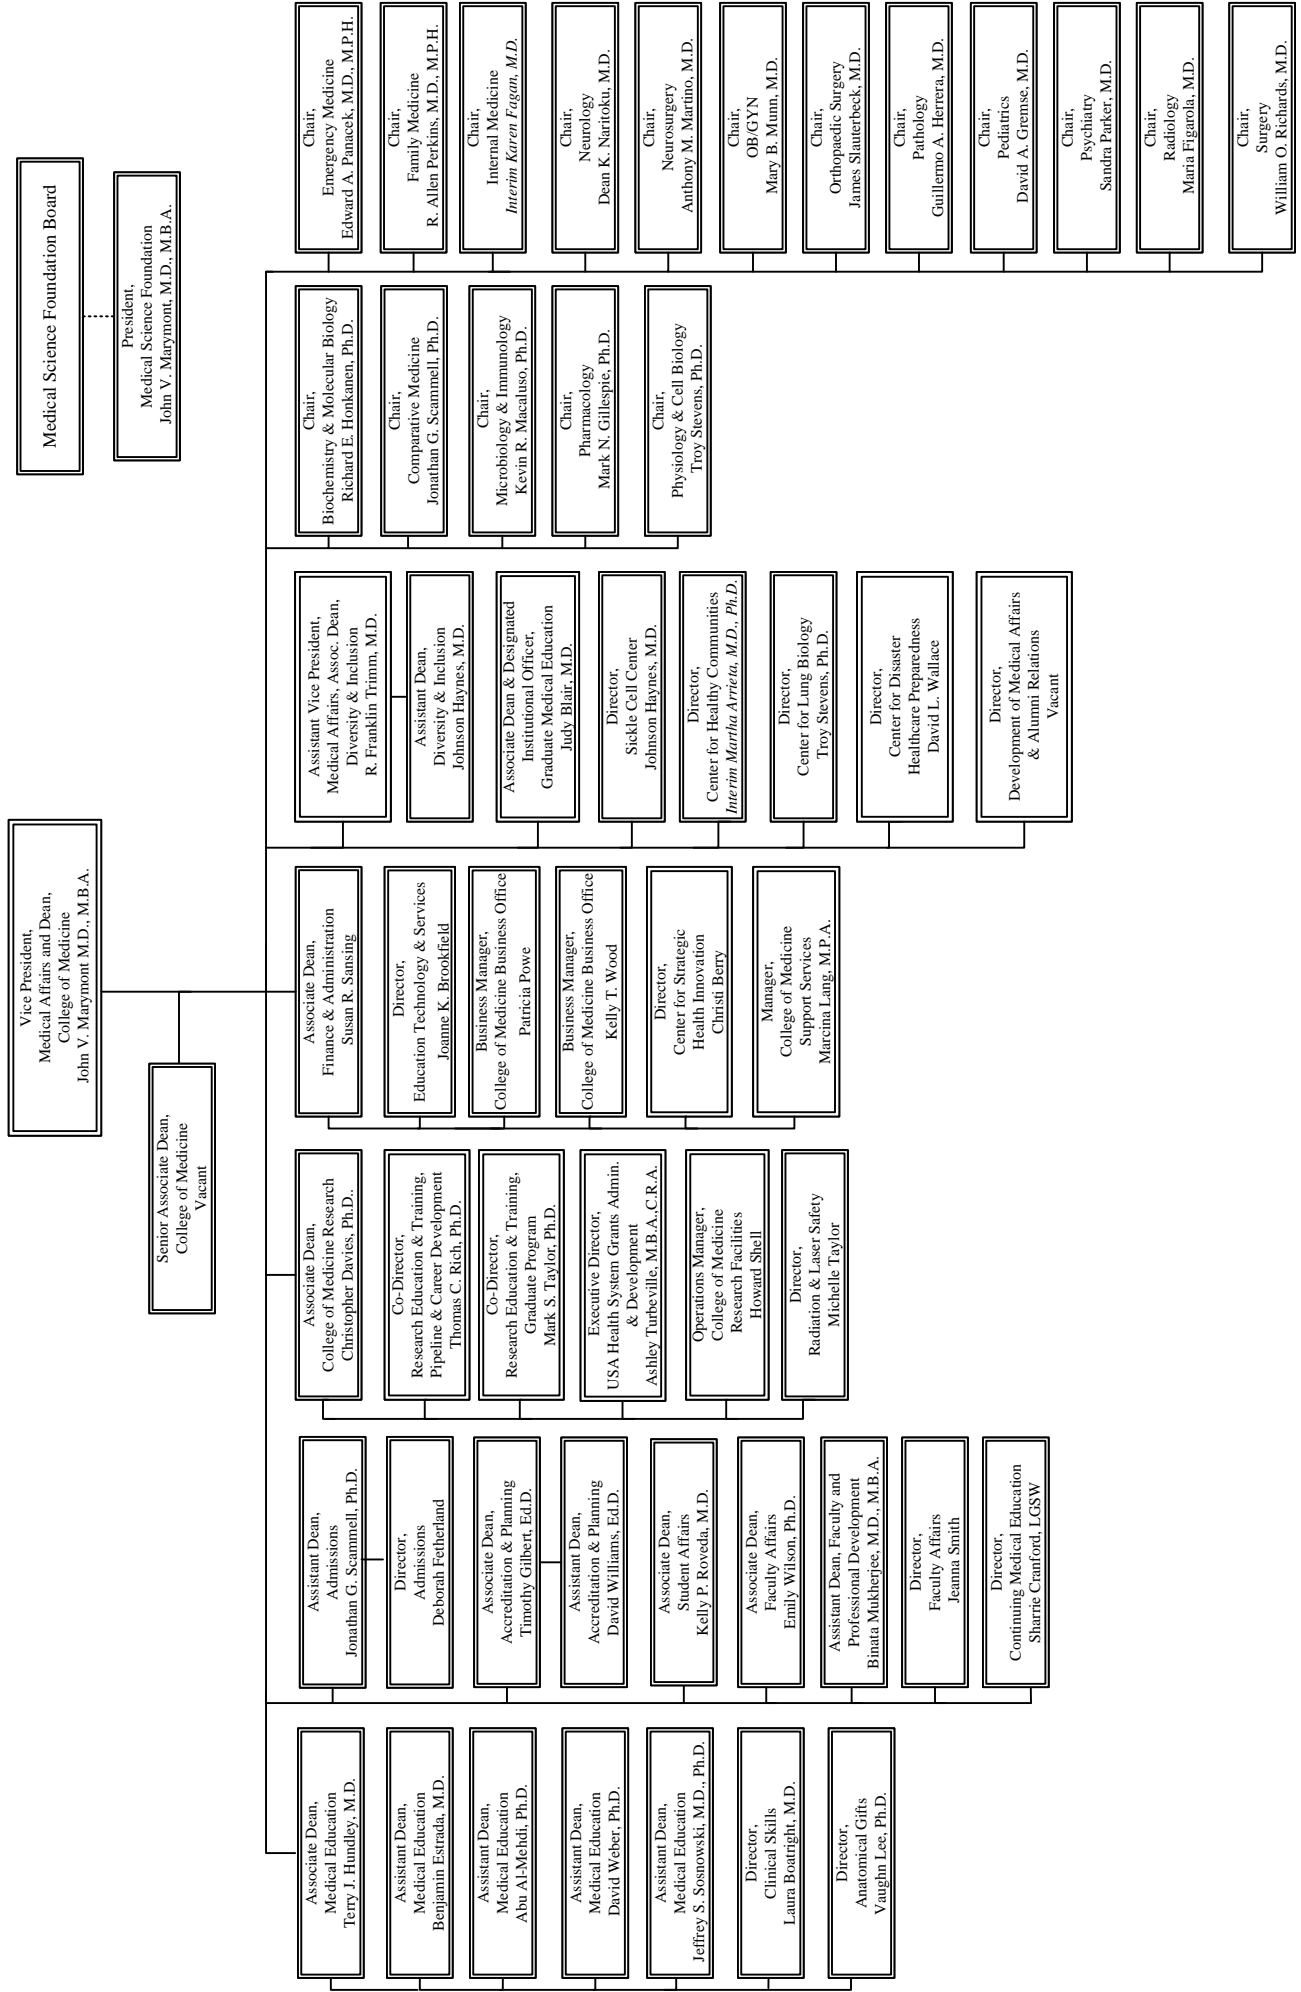 Vice President,
Medical Affairs and Dean,
College of Medicine
John V. Marymont M.D., M.B.A.
Medical Science Foundation Board
President,
Medical Science Foundation
John V. Marymont, M.D., M.B.A.
Senior Associate Dean,
College of Medicine
Vacant
Associate Dean,
Medical Education
Terry J. Hundley, M.D.
Assistant Dean,
Medical Education
Benjamin Estrada, M.D.
Assistant Dean,
Medical Education
Abu Al-Mehdi, Ph.D.
Assistant Dean,
Medical Education
David Weber, Ph.D.
Assistant Dean,
Medical Education
Jeffrey S. Sosnowski, M.D., Ph.D.
Director,
Clinical Skills
Laura Boatright, M.D.
Director,
Anatomical Gifts
Vaughn Lee, Ph.D.
Assistant Dean,
Admissions
Jonathan G. Scammell, Ph.D.
Director,
Admissions
Deborah Fetherland
Associate Dean,
Accreditation & Planning
Timothy Gilbert, Ed.D.
Assistant Dean,
Accreditation & Planning
David Williams, Ed.D.
Associate Dean,
Student Affairs
Kelly P. Roveda, M.D.
Associate Dean,
Faculty Affairs
Emily Wilson, Ph.D.
Assistant Dean, Faculty and
Professional Development
Binata Mukherjee, M.D., M.B.A.
Director,
Faculty Affairs
Jeanna Smith
Director,
Continuing Medical Education
Sharrie Cranford, LGSW
Associate Dean,
College of Medicine Research
Christopher Davies, Ph.D..
Co-Director,
Research Education & Training,
Pipeline & Career Development
Thomas C. Rich, Ph.D.
Co-Director,
Research Education & Training,
Graduate Program
Mark S. Taylor, Ph.D.
Executive Director,
USA Health System Grants Admin.
& Development
Ashley Turbeville, M.B.A.,C.R.A.
Operations Manager,
College of Medicine
Research Facilities
Howard Shell
Director,
Radiation & Laser Safety
Michelle Taylor
Associate Dean,
Finance & Administration
Susan R. Sansing
Director,
Education Technology & Services
Joanne K. Brookfield
Business Manager,
College of Medicine Business Office
Patricia Powe
Business Manager,
College of Medicine Business Office
Kelly T. Wood
Director,
Center for Strategic
Health Innovation
Christi Berry
Manager,
College of Medicine
Support Services
Marcina Lang, M.P.A.
Assistant Vice President,
Medical Affairs, Assoc. Dean,
Diversity & Inclusion
R. Franklin Trimm, M.D.
Assistant Dean,
Diversity & Inclusion
Johnson Haynes, M.D.
Associate Dean & Designated
Institutional Officer,
Graduate Medical Education
Judy Blair, M.D.
Director,
Sickle Cell Center
Johnson Haynes, M.D.
Director,
Center for Healthy Communities
Interim Martha Arrieta, M.D., Ph.D.
Director,
Center for Lung Biology
Troy Stevens, Ph.D.
Director,
Center for Disaster
Healthcare Preparedness
David L. Wallace
Director,
Development of Medical Affairs
& Alumni Relations
Vacant
Chair,
Biochemistry & Molecular Biology
Richard E. Honkanen, Ph.D.
Chair,
Comparative Medicine
Jonathan G. Scammell, Ph.D.
Chair,
Microbiology & Immunology
Kevin R. Macaluso, Ph.D.
Chair,
Pharmacology
Mark N. Gillespie, Ph.D.
Chair,
Physiology & Cell Biology
Troy Stevens, Ph.D.
Chair,
Emergency Medicine
Edward A. Panacek, M.D., M.P.H.
Chair,
Family Medicine
R. Allen Perkins, M.D., M.P.H.
Chair,
Internal Medicine
Interim Karen Fagan, M.D.
Chair,
Neurology
Dean K. Naritoku, M.D.
Chair,
Neurosurgery
Anthony M. Martino, M.D.
Chair,
OB/GYN
Mary B. Munn, M.D.
Chair,
Orthopaedic Surgery
James Slauterbeck, M.D.
Chair,
Pathology
Guillermo A. Herrera, M.D.
Chair,
Pediatrics
David A. Gremse, M.D.
Chair,
Psychiatry
Sandra Parker, M.D.
Chair,
Radiology
Maria Figarola, M.D.
Chair,
Surgery
William O. Richards, M.D.